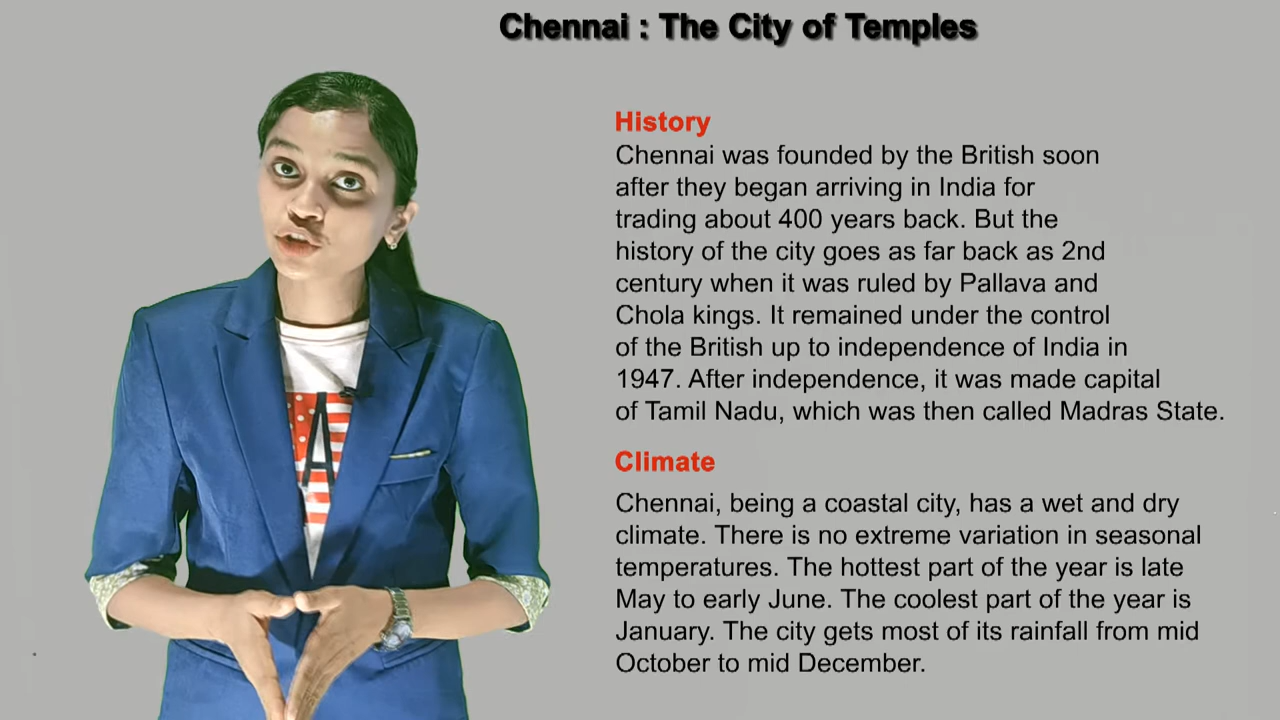 Chennai : The City of Temples
History
Chennai was founded by the British soon
after they began arriving in India for
trading about 400 years back. But the
history of the city goes as far back as 2nd
century when it was ruled by Pallava and
Chola kings. It remained under the control
of the British up to independence of India in
1947. After independence, it was made capital
of Tamil Nadu, which was then called Madras State.
Climate
Chennai, being a coastal city, has a wet and dry
climate. There is no extreme variation in seasonal
temperatures. The hottest part of the year is late
May to early June. The coolest part of the year is
January. The city gets most of its rainfall from mid
October to mid December.
A